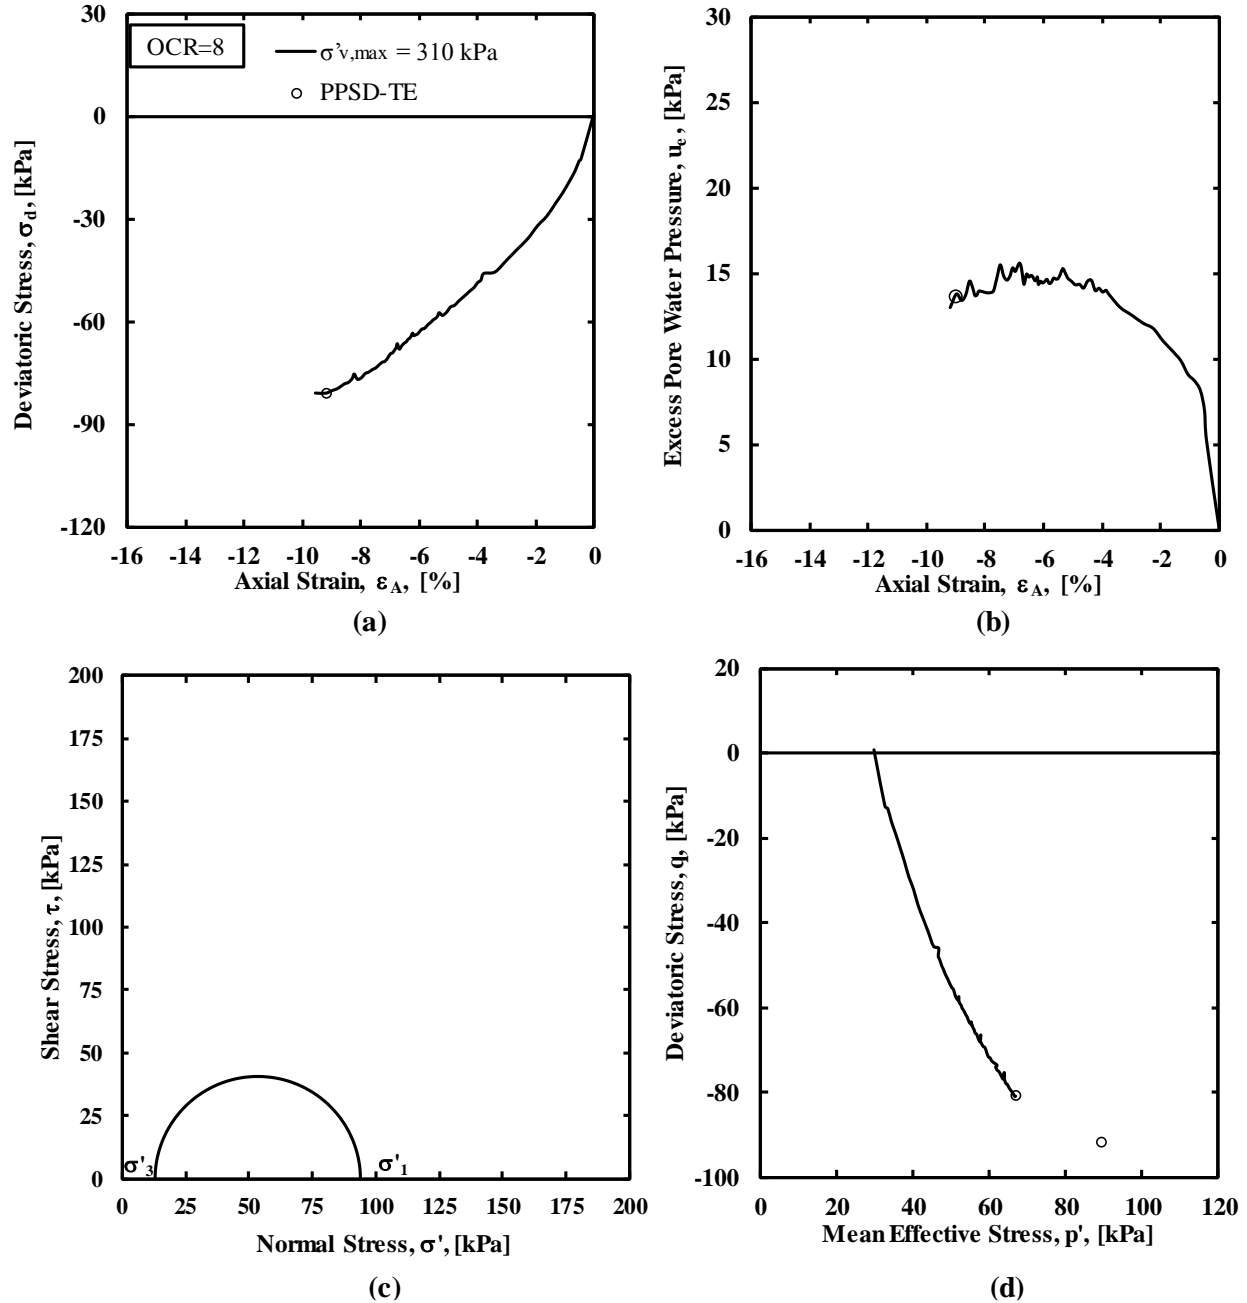 30
0
-30
-60
-90
-120
Deviatoric Stress, σd, [kPa]
OCR=8
σ'v,max = 310 kPa
PPSD-TE
-16 -14 -12 -10 -8 -6 -4 -2 0
Axial Strain, εA, [%]
(a)
30
25
20
15
10
5
0
Excess Pore Water Pressure, ue, [kPa]
-16 -14 -12 -10 -8 -6 -4 -2 0
Axial Strain, εA, [%]
(b)
200
175
150
125
100
75
50
25
0
Shear Stress, τ, [kPa]
σ'3
σ'1
0 25 50 75 100 125 150 175 200
Normal Stress, σ', [kPa]
(c)
20
0
-20
-40
-60
-80
-100
Deviatoric Stress, q, [kPa]
0 20 40 60 80 100 120
Mean Effective Stress, p', [kPa]
(d)